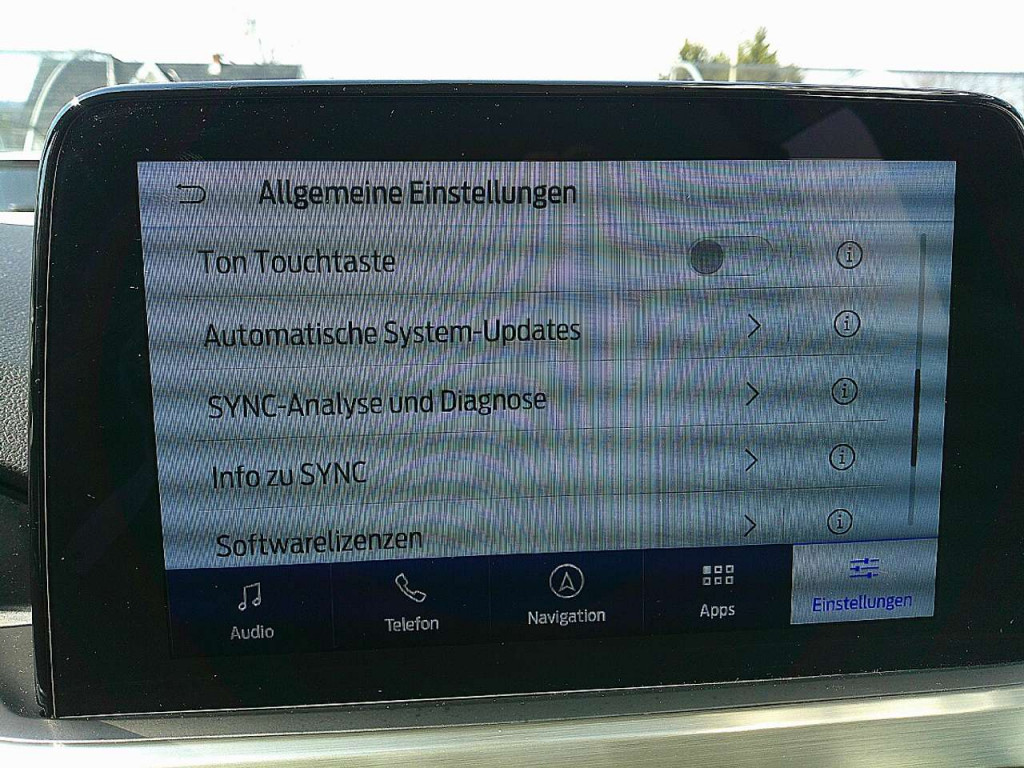 Allgemeine Einstellungen
Ton Touchtaste
Automatische System-Updates
SYNC-Analyse und Diagnose
Info zu SYNC
Softwarelizenzen
Audio
Telefon
Navigation
Apps
Einstellungen